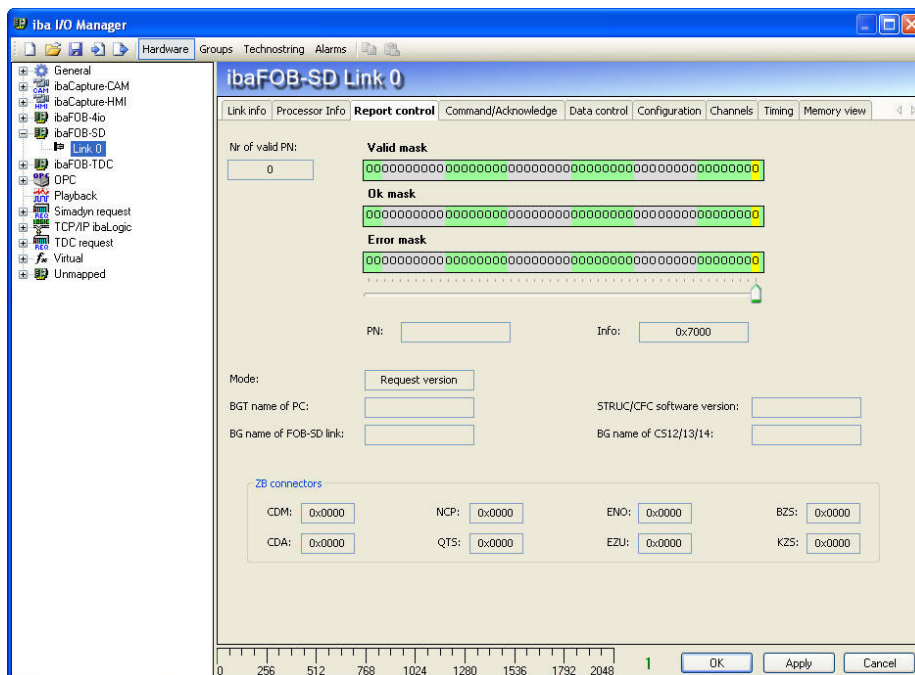 iba I/O Manager
Hardware Groups Technostring Alarms
General
ibaCapture-CAM
ibaCapture-HMI
ibaFOB-4io
ibaFOB-SD
Link 0
ibaFOB-TDC
OPC
Playback
Simadyn request
TCP/IP ibaLogic
TDC request
Virtual
Unmapped
ibaFOB-SD Link 0
Link info Processor Info Report control Command/Acknowledge Data control Configuration Channels Timing Memory view
Nr of valid PN:
0
Valid mask
Ok mask
Error mask
PN:
Info: 0x7000
Mode: Request version
BGT name of PC:
STRUC/CFC software version:
BG name of FOB-SD link:
BG name of CS12/13/14:
ZB connectors
CDM: 0x0000 NCP: 0x0000 ENO: 0x0000 BZS: 0x0000
CDA: 0x0000 QTS: 0x0000 EZU: 0x0000 KZS: 0x0000
0 256 512 768 1024 1280 1536 1792 2048
1 OK Apply Cancel